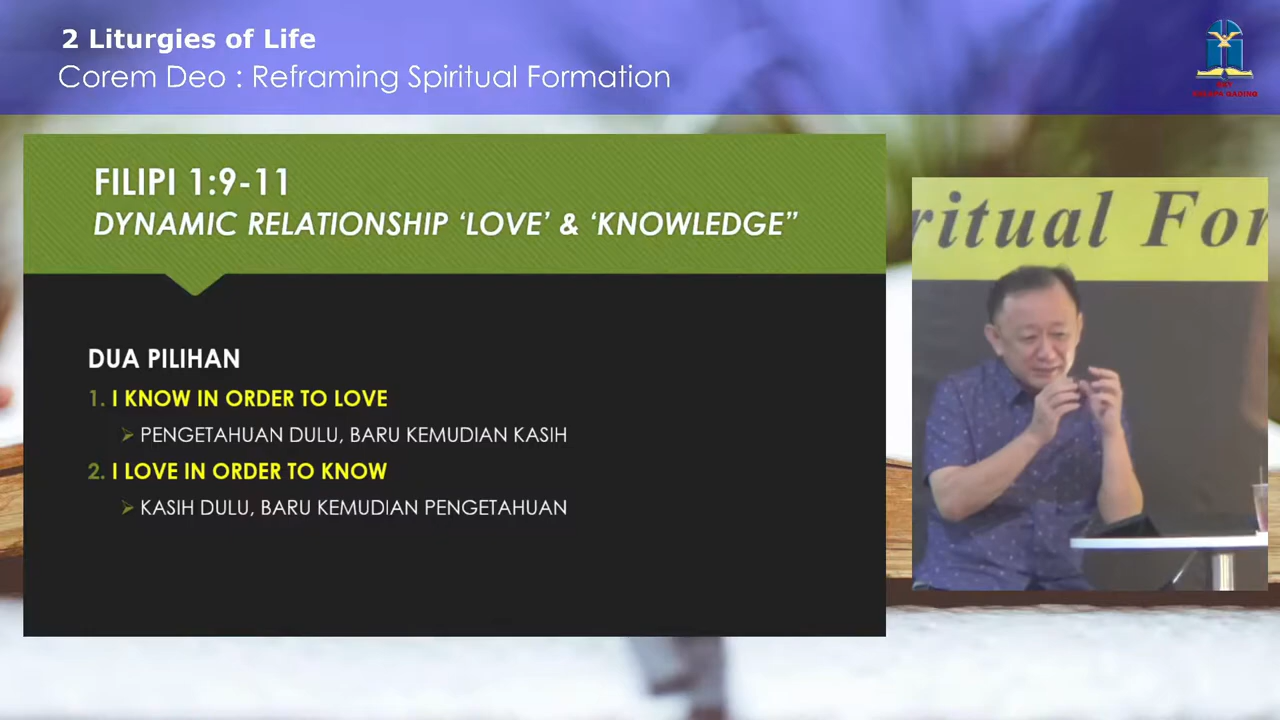 2 Liturgies of Life
Corem Deo : Reframing Spiritual Formation
FILIPI 1:9-11
DYNAMIC RELATIONSHIP ‘LOVE’ & ‘KNOWLEDGE”
DUA PILIHAN
1. I KNOW IN ORDER TO LOVE
PENGETAHUAN DULU, BARU KEMUDIAN KASIH
2. I LOVE IN ORDER TO KNOW
KASIH DULU, BARU KEMUDIAN PENGETAHUAN
ritual For
GADING